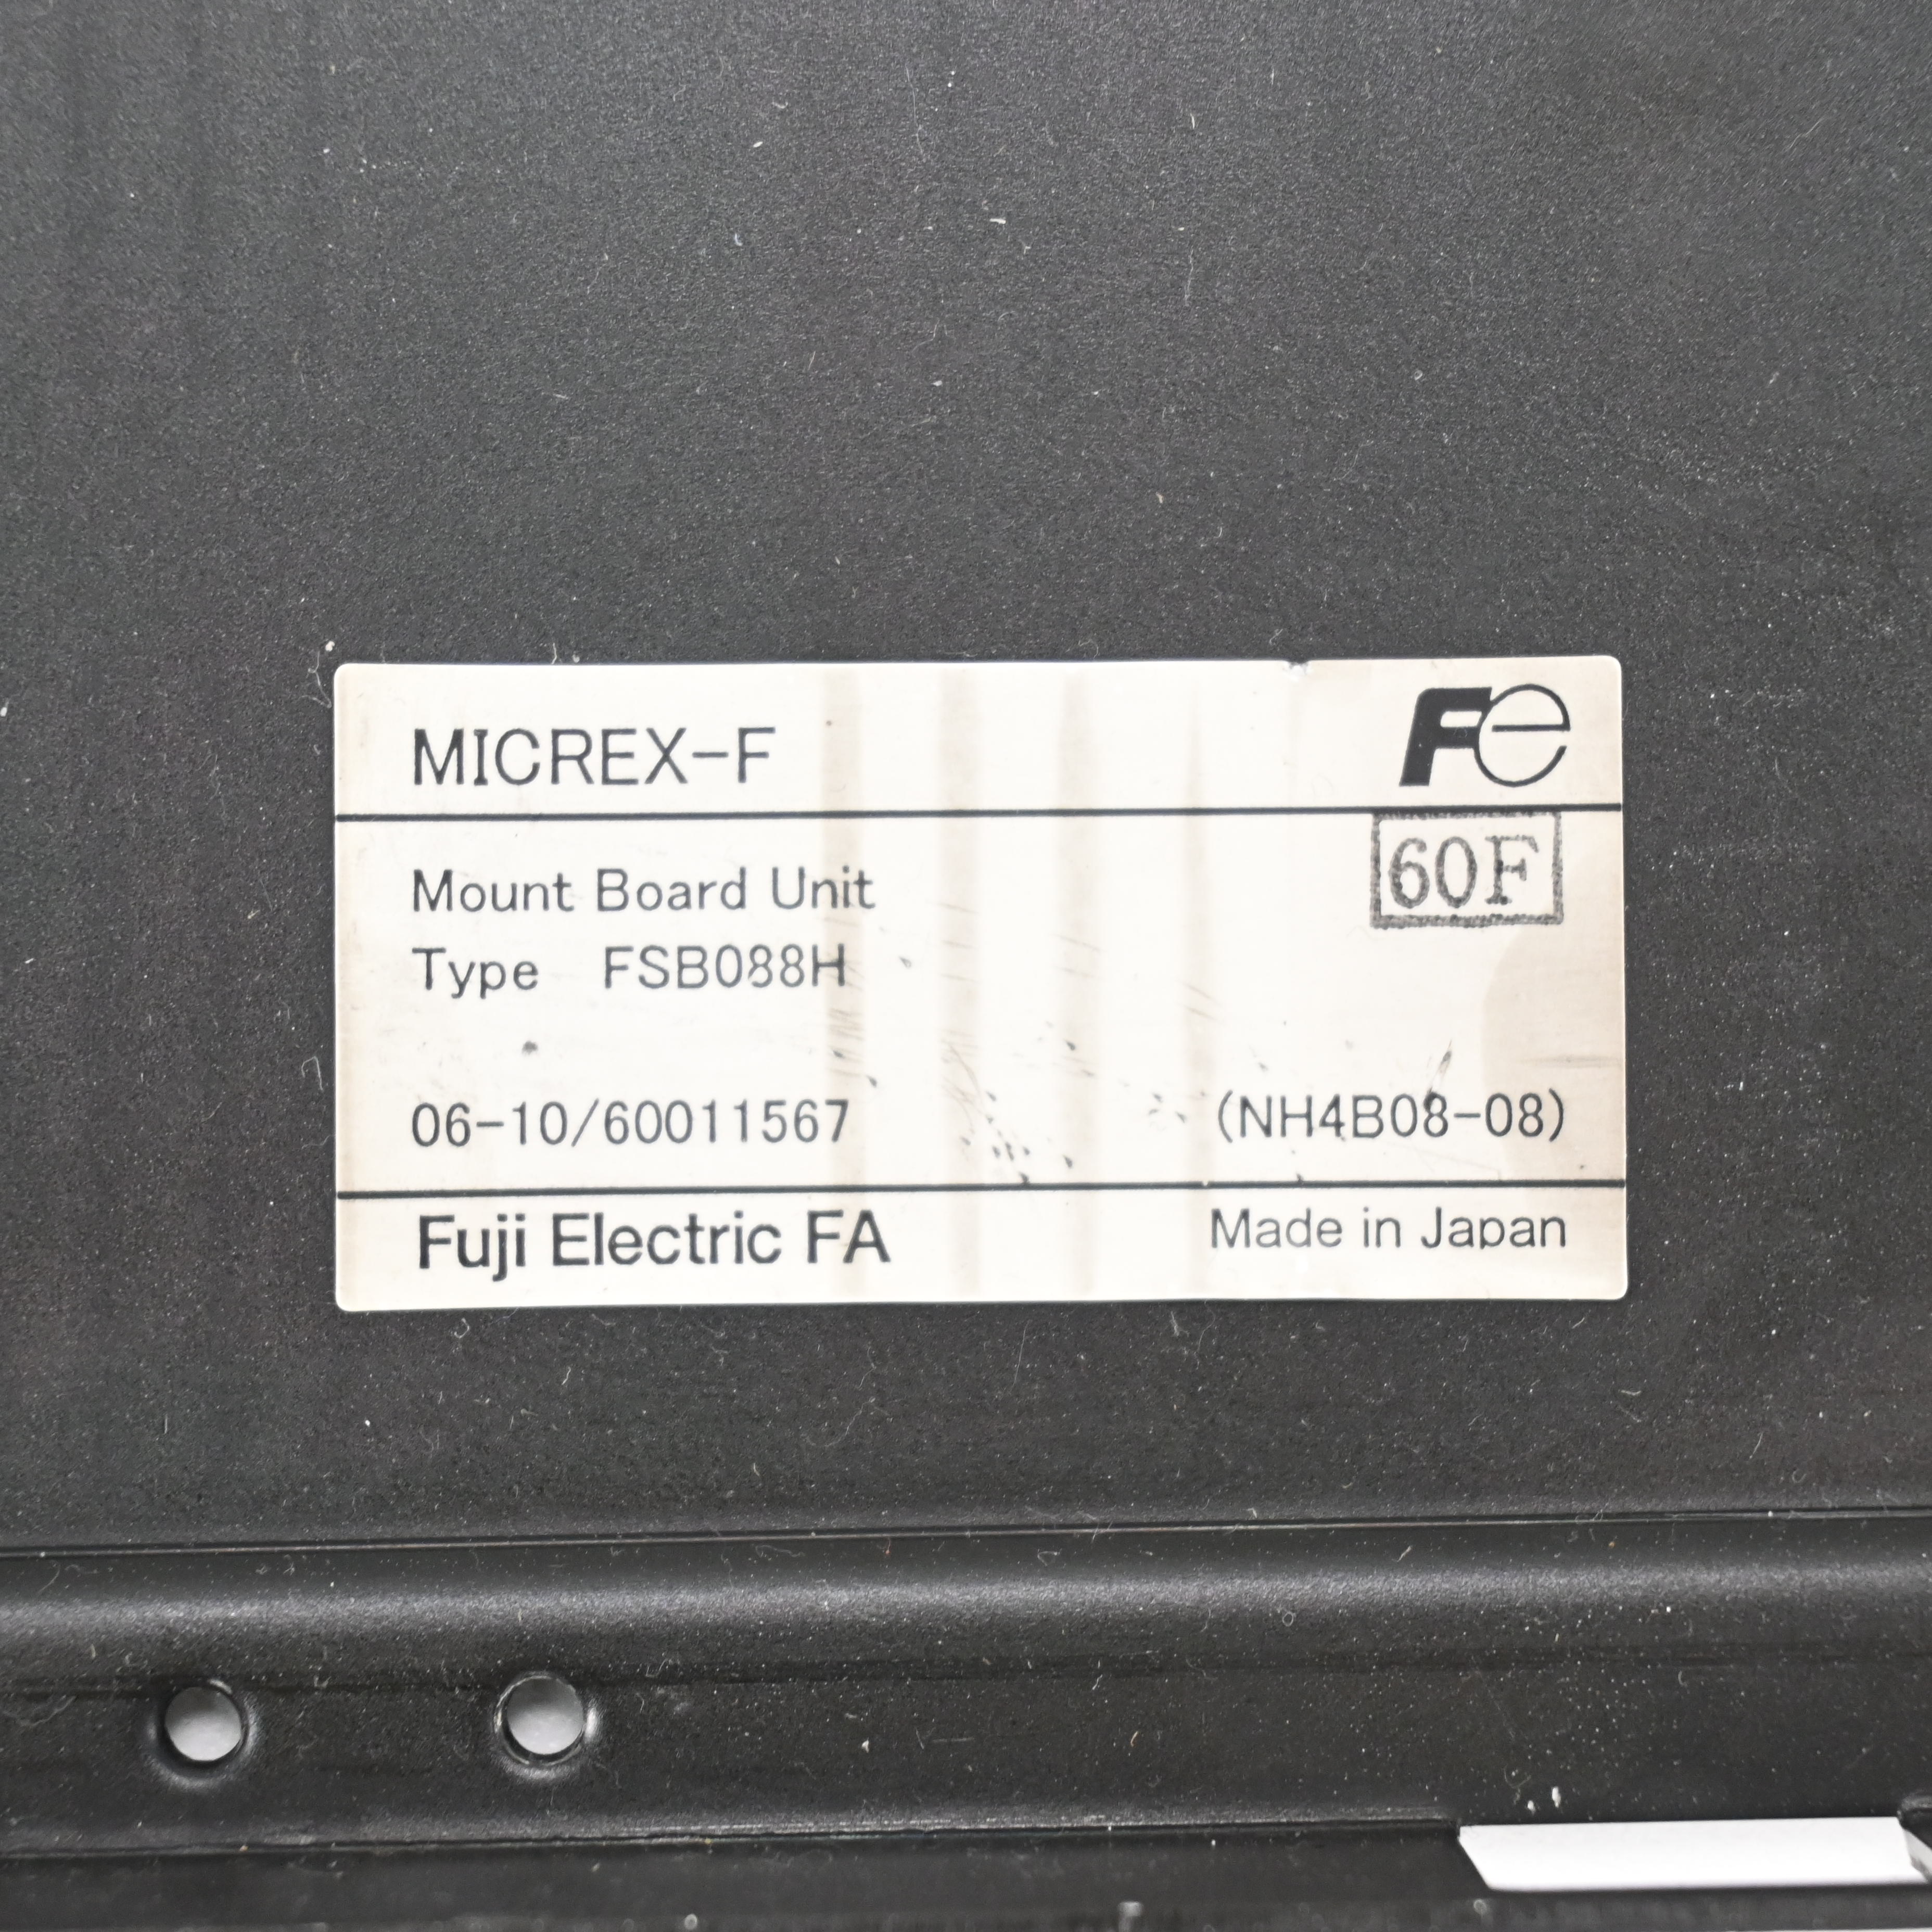 MICREX-F
Fe
60F
Mount Board Unit
Type FSB088H
06-10/60011567 (NH4B08-08)
Fuji Electric FA Made in Japan